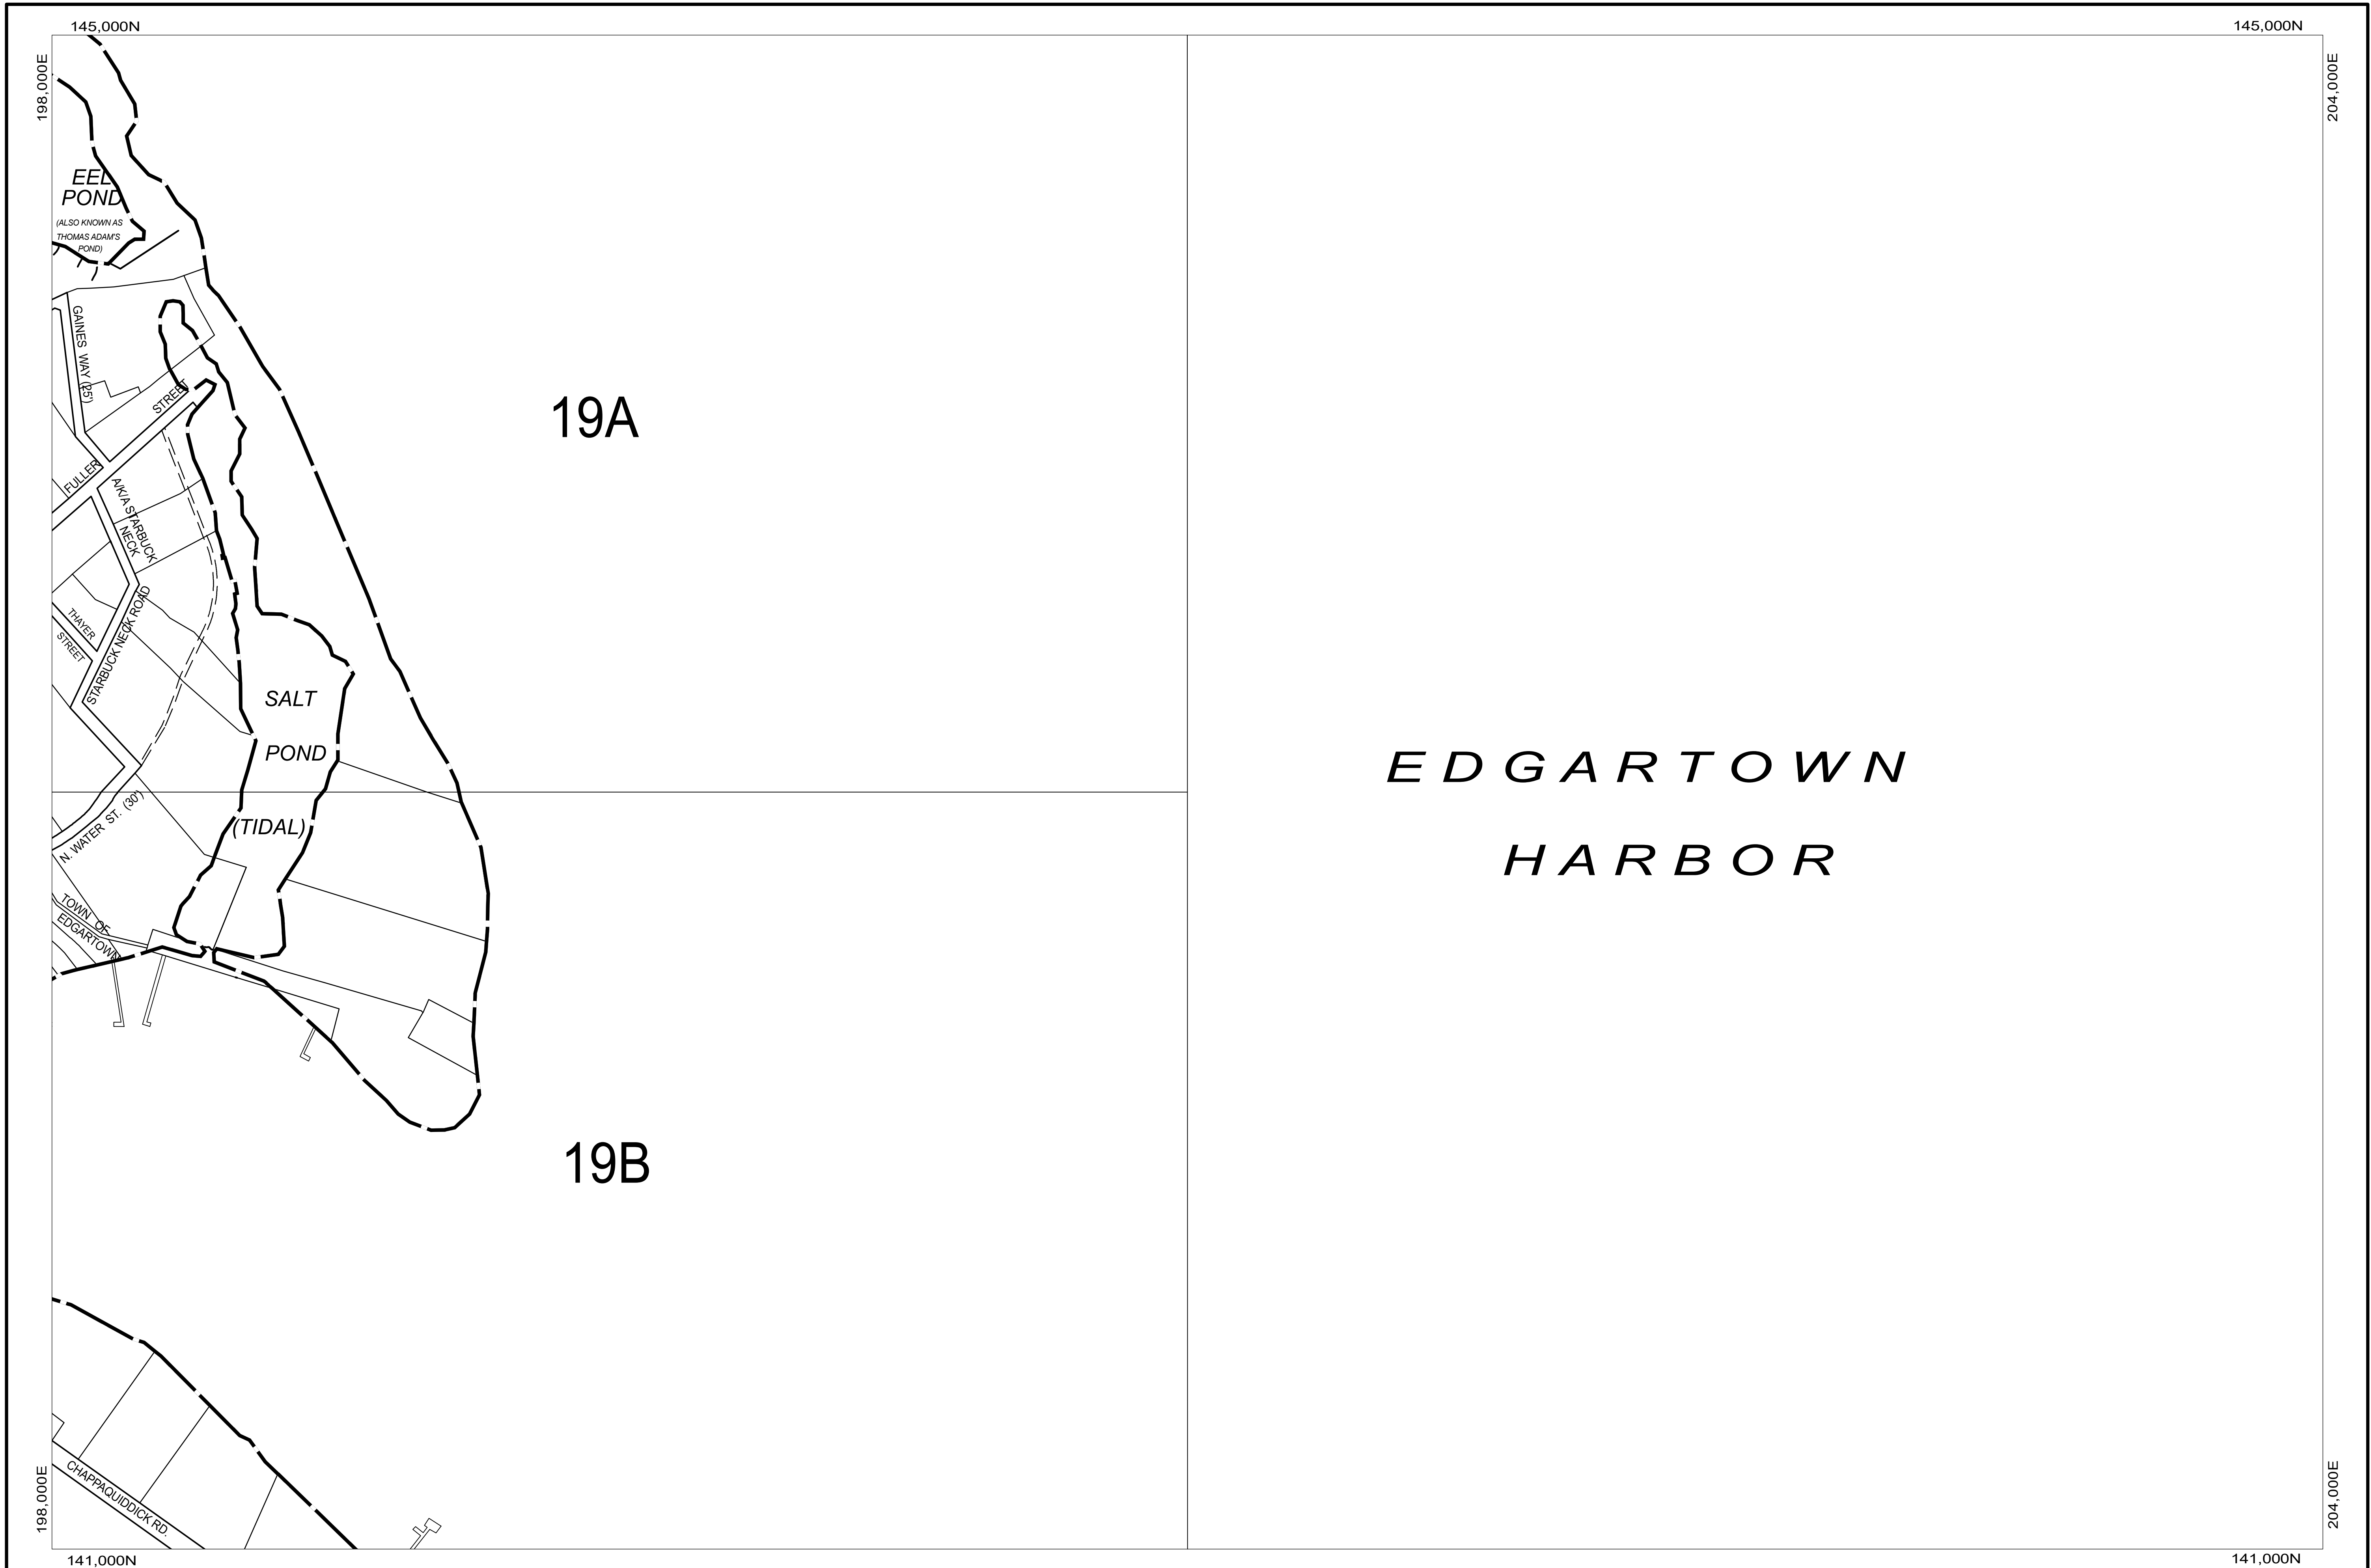 145,000N
145,000N
198,000E
204,000E
EEL
POND
(ALSO KNOWN AS
THOMAS ADAM'S
POND)
GAINES WAY (25')
FULLER STREET
19A
A/K/A STARBUCK
NECK
THAYER
STREET
STARBUCK NECK ROAD
SALT
POND
(TIDAL)
EDGARTOWN
HARBOR
N. WATER ST. (30')
TOWN OF
EDGARTOWN
19B
CHAPPAQUIDDICK RD.
198,000E
204,000E
141,000N
141,000N